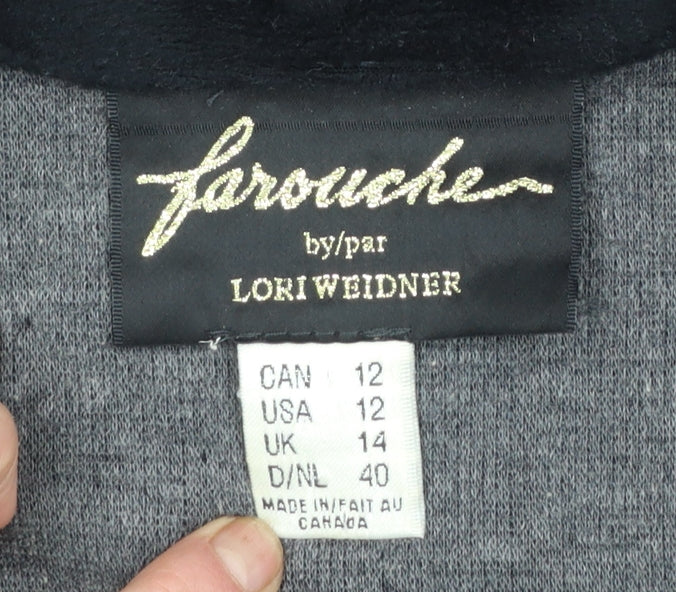 farouche
by/par
LORI WEIDNER
CAN 12
USA 12
UK 14
D/NL 40
MADE IN/FAIT AU
CANADA